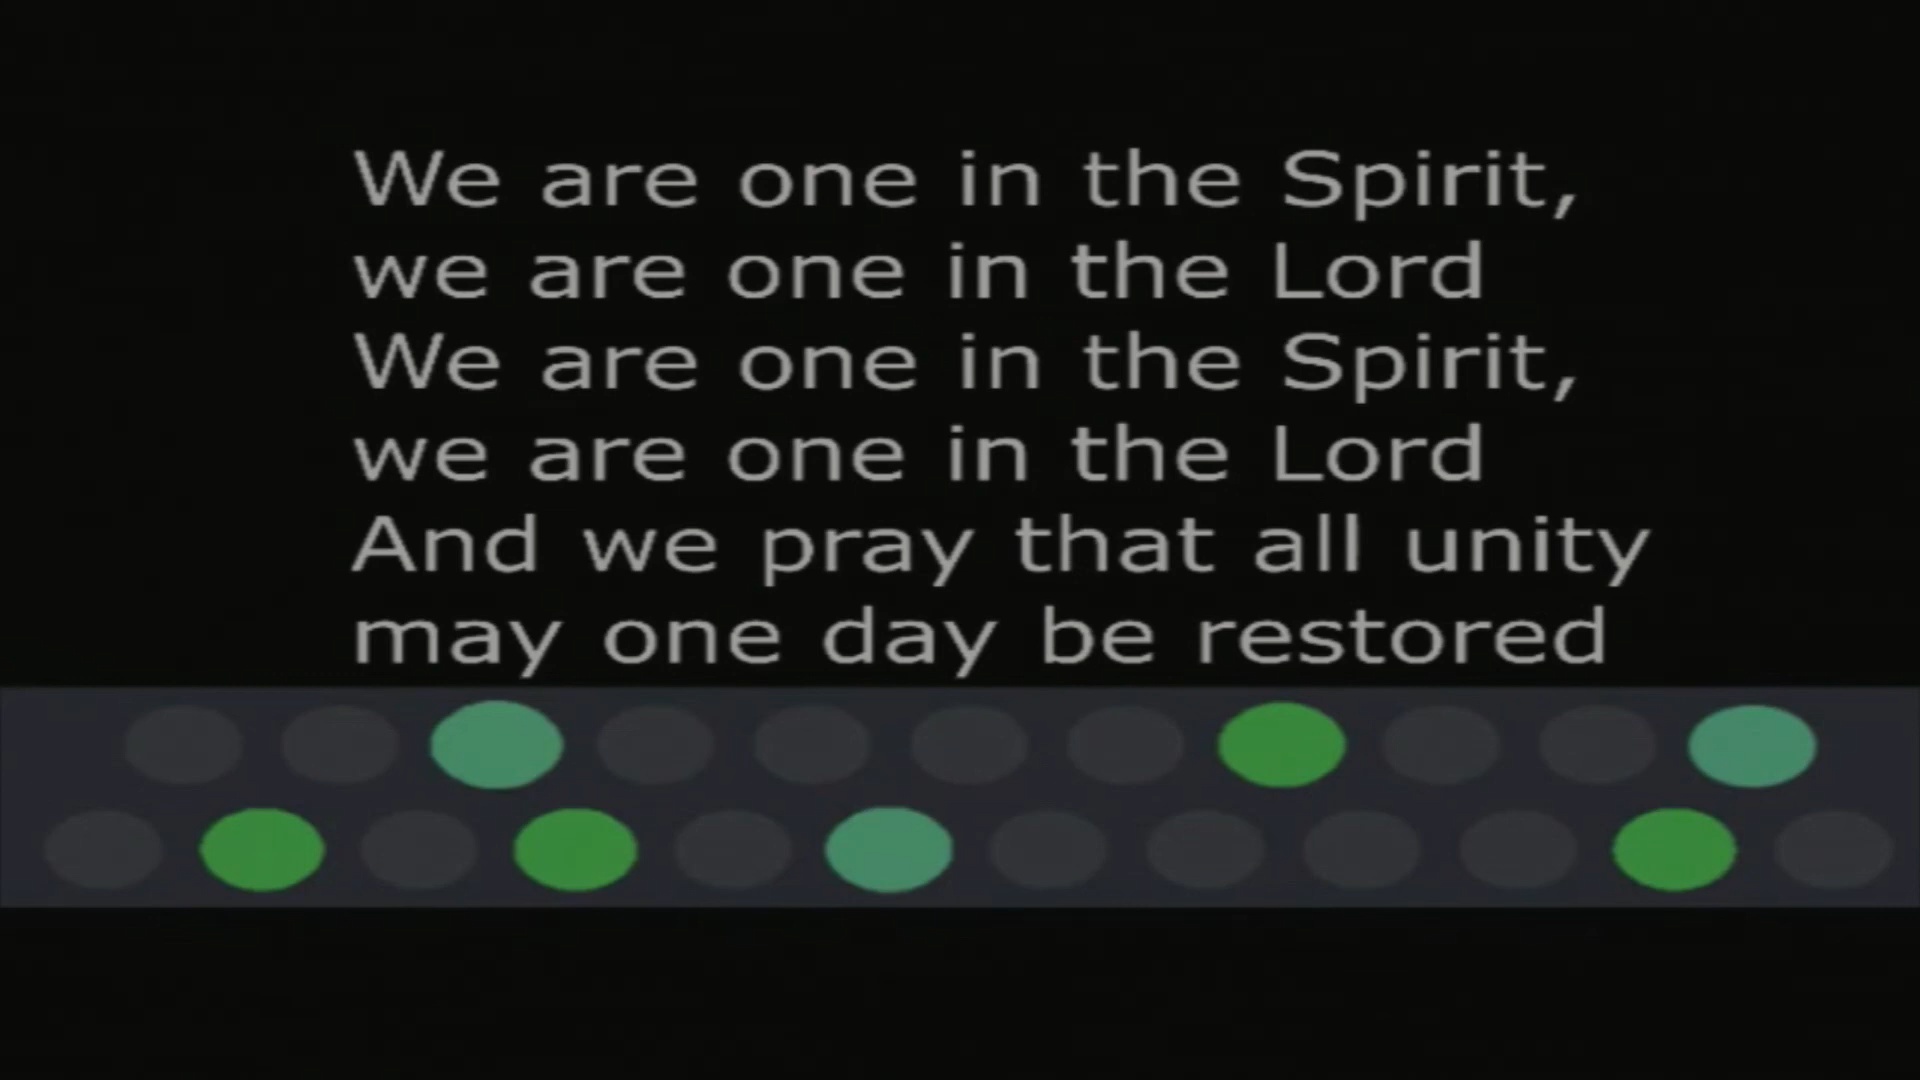 We are one in the Spirit,
we are one in the Lord
We are one in the Spirit,
we are one in the Lord
And we pray that all unity
may one day be restored